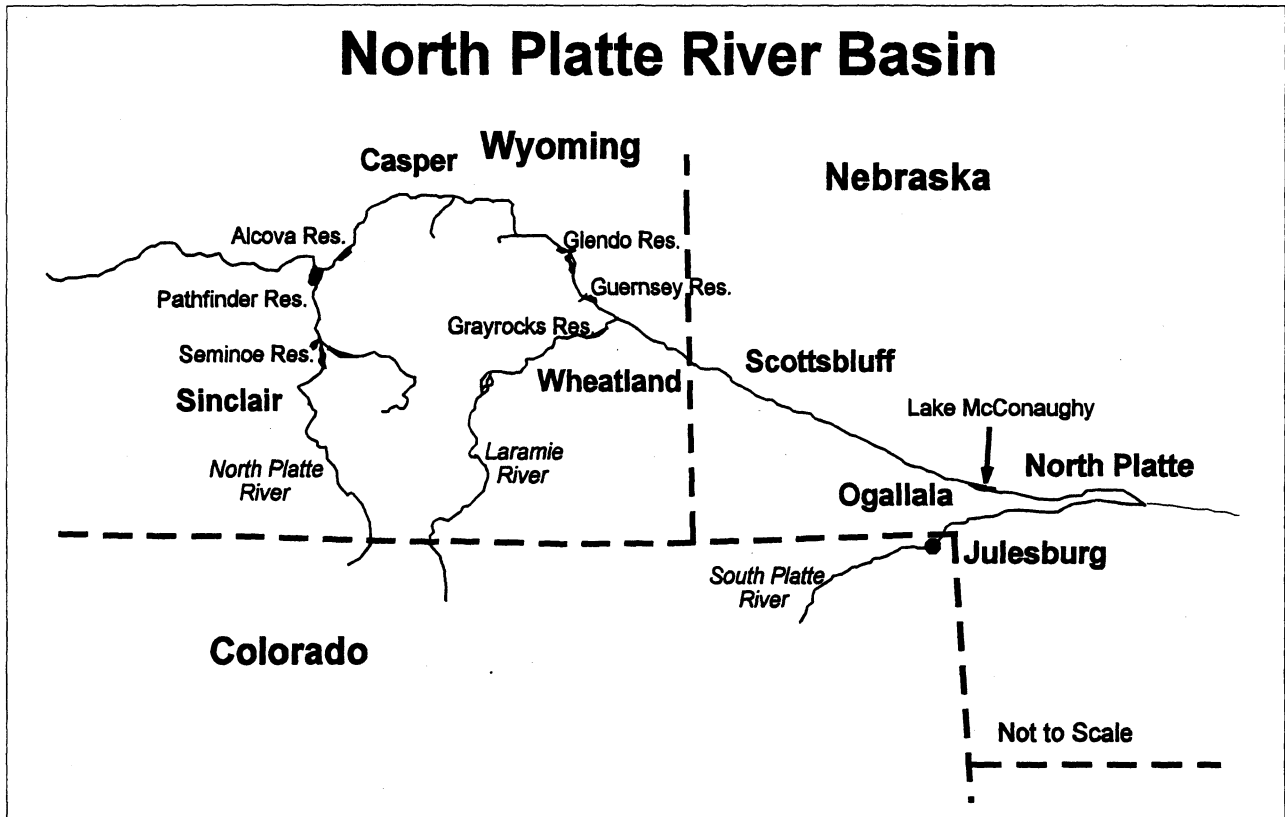 North Platte River Basin
Wyoming
Casper
Nebraska
Alcova Res.
Glendo Res.
Pathfinder Res.
Guernsey Res.
Grayrocks Res.
Seminoe Res.
Scottsbluff
Sinclair
Wheatland
Lake McConaughy
North Platte
River
Laramie
River
North Platte
Ogallala
Julesburg
South Platte
River
Colorado
Not to Scale